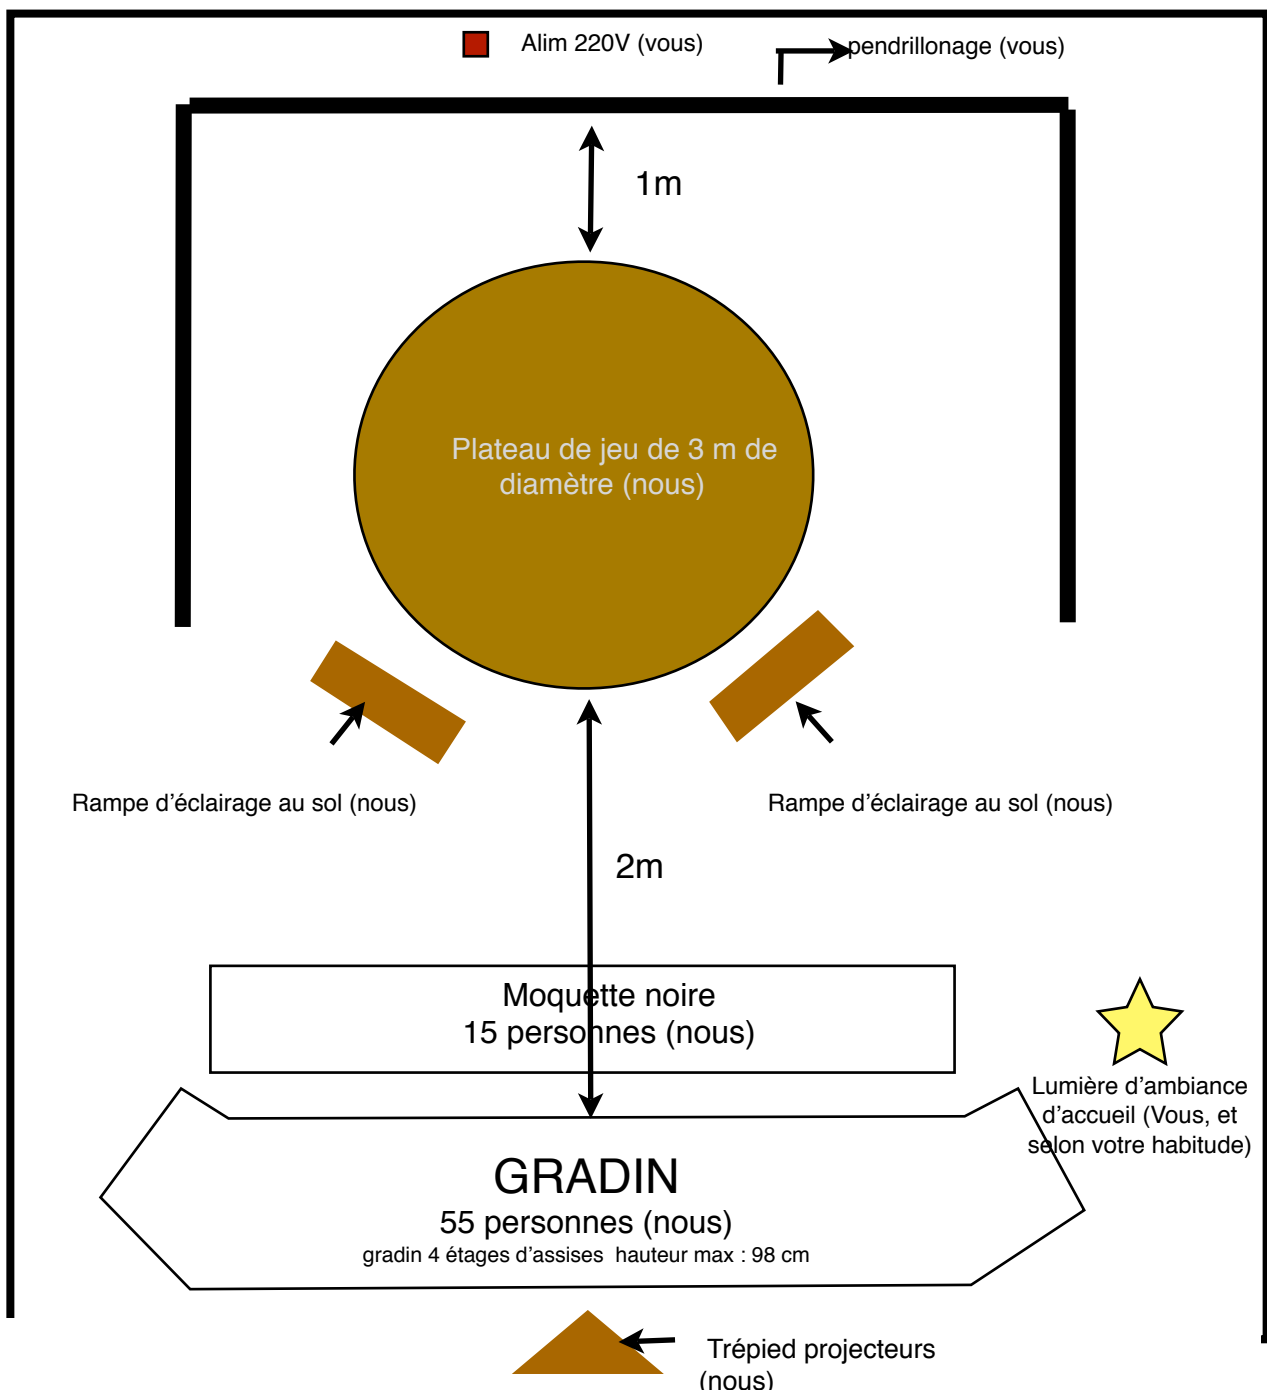 Alim 220V (vous)
pendrillonage (vous)
1m
Plateau de jeu de 3 m de
diamètre (nous)
Rampe d'éclairage au sol (nous)
Rampe d'éclairage au sol (nous)
2m
Moquette noire
15 personnes (nous)
Lumière d'ambiance
d'accueil (Vous, et
selon votre habitude)
GRADIN
55 personnes (nous)
gradin 4 étages d'assises  hauteur max : 98 cm
Trépied projecteurs
(nous)